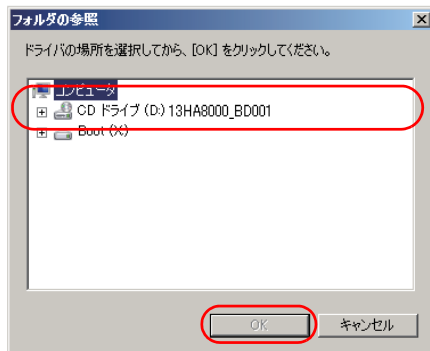 フォルダの参照
ドライバの場所を選択してから、[OK] をクリックしてください。
コンピュータ
CD ドライブ (D:) 13HA8000_BD001
Boot (X:)
OK
キャンセル